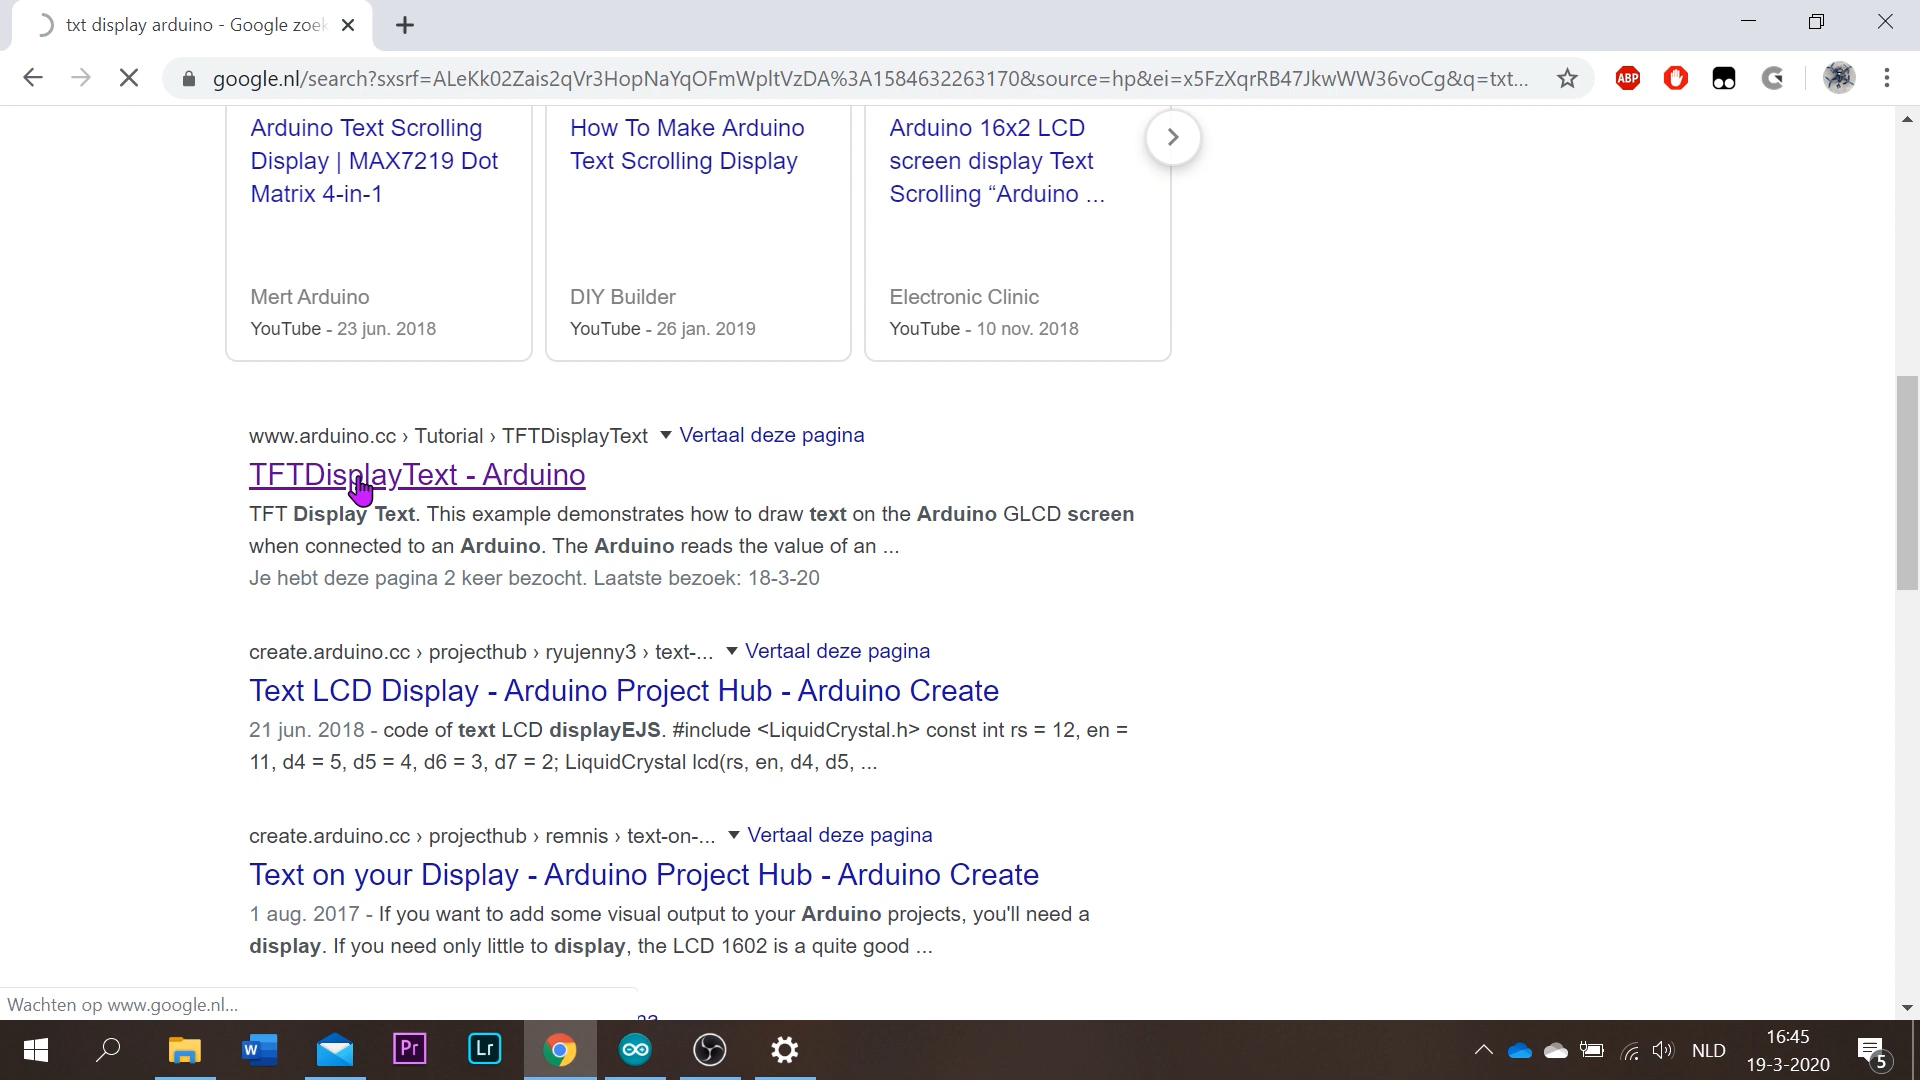 txt display arduino - Google zoek
google.nl/search?sxsrf=ALeKk02Zais2qVr3HopNaYqOFmWpltVzDA%3A1584632263170&source=hp&ei=x5FzXqrRB47JkwWW36voCg&q=txt...
ABP
Arduino Text Scrolling
Display | MAX7219 Dot
Matrix 4-in-1
Mert Arduino
YouTube - 23 jun. 2018
How To Make Arduino
Text Scrolling Display
DIY Builder
YouTube - 26 jan. 2019
Arduino 16x2 LCD
screen display Text
Scrolling “Arduino ...
Electronic Clinic
YouTube - 10 nov. 2018
www.arduino.cc › Tutorial › TFTDisplayText ▼ Vertaal deze pagina
TFTDisplayText - Arduino
TFT Display Text. This example demonstrates how to draw text on the Arduino GLCD screen
when connected to an Arduino. The Arduino reads the value of an ...
Je hebt deze pagina 2 keer bezocht. Laatste bezoek: 18-3-20
create.arduino.cc › projecthub › ryujenny3 › text-... ▼ Vertaal deze pagina
Text LCD Display - Arduino Project Hub - Arduino Create
21 jun. 2018 - code of text LCD displayEJS. #include <LiquidCrystal.h> const int rs = 12, en =
11, d4 = 5, d5 = 4, d6 = 3, d7 = 2; LiquidCrystal lcd(rs, en, d4, d5, ...
create.arduino.cc › projecthub › remnis › text-on-... ▼ Vertaal deze pagina
Text on your Display - Arduino Project Hub - Arduino Create
1 aug. 2017 - If you want to add some visual output to your Arduino projects, you'll need a
display. If you need only little to display, the LCD 1602 is a quite good ...
Wachten op www.google.nl...
W
Pr
Lr
NLD
16:45
19-3-2020
5